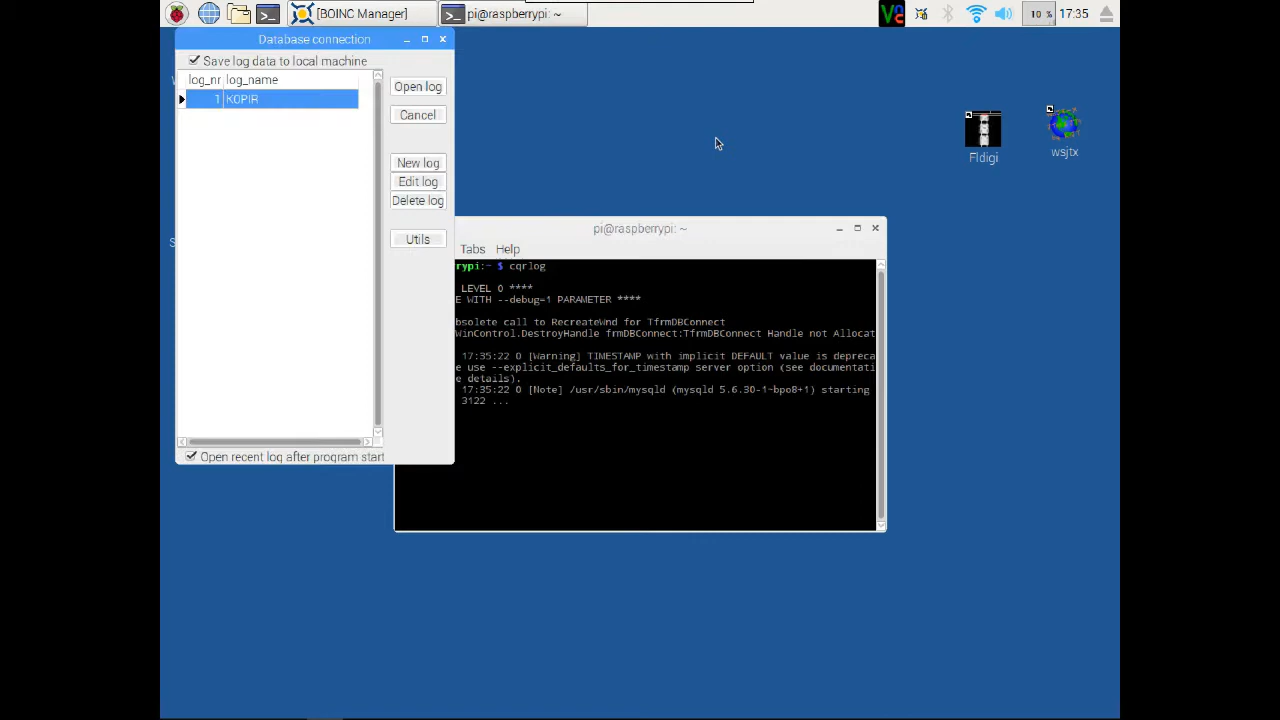 [BOINC Manager]
pi@raspberrypi: ~
10 %
17:35
Database connection
Save log data to local machine
log_nr log_name
1 K0PIR
Open log
Cancel
New log
Edit log
Delete log
Utils
Open recent log after program start
Fldigi
wsjtx
pi@raspberrypi: ~
Tabs Help
rypi:~ $ cqrlog
LEVEL 0 ****
E WITH --debug=1 PARAMETER ****
bsolete call to RecreateWnd for TfrmDBConnect
WinControl.DestroyHandle frmDBConnect:TfrmDBConnect Handle not Allocat
17:35:22 0 [Warning] TIMESTAMP with implicit DEFAULT value is depreca
e use --explicit_defaults_for_timestamp server option (see documentati
e details).
17:35:22 0 [Note] /usr/sbin/mysqld (mysqld 5.6.30-1~bpo8+1) starting
3122 ...